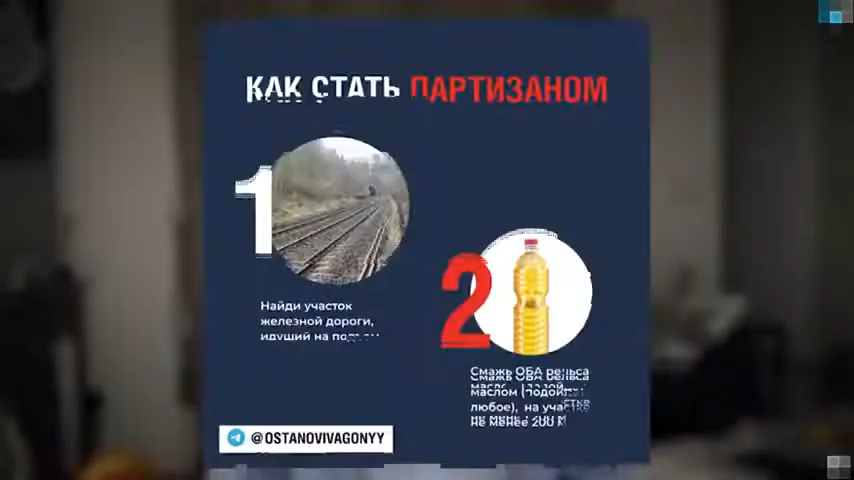 КАК СТАТЬ ПАРТИЗАНОМ
1
Найди участок
железной дороги,
идущий на
2
Смажь ОБА рельса
маслом
любое), на
не менее 200 м
@OSTANOVIVAGONYY